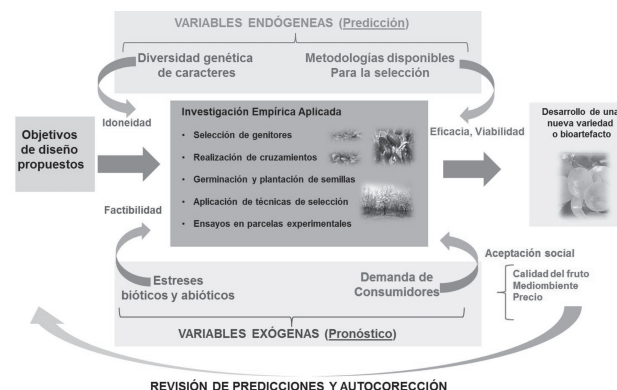 VARIABLES ENDÓGENEAS (Predicción)
Diversidad genética
de caracteres
Metodologías disponibles
Para la selección
Idoneidad
Eficacia, Viabilidad
Objetivos
de diseño
propuestos
Investigación Empírica Aplicada
• Selección de genitores
• Realización de cruzamientos
• Germinación y plantación de semillas
• Aplicación de técnicas de selección
• Ensayos en parcelas experimentales
Desarrollo de una
nueva variedad
o bioartefacto
Factibilidad
Aceptación social
Estreses
bióticos y abióticos
Demanda de
Consumidores
Calidad del fruto
Mediombiente
Precio
VARIABLES EXÓGENAS (Pronóstico)
REVISIÓN DE PREDICCIONES Y AUTOCORECCIÓN